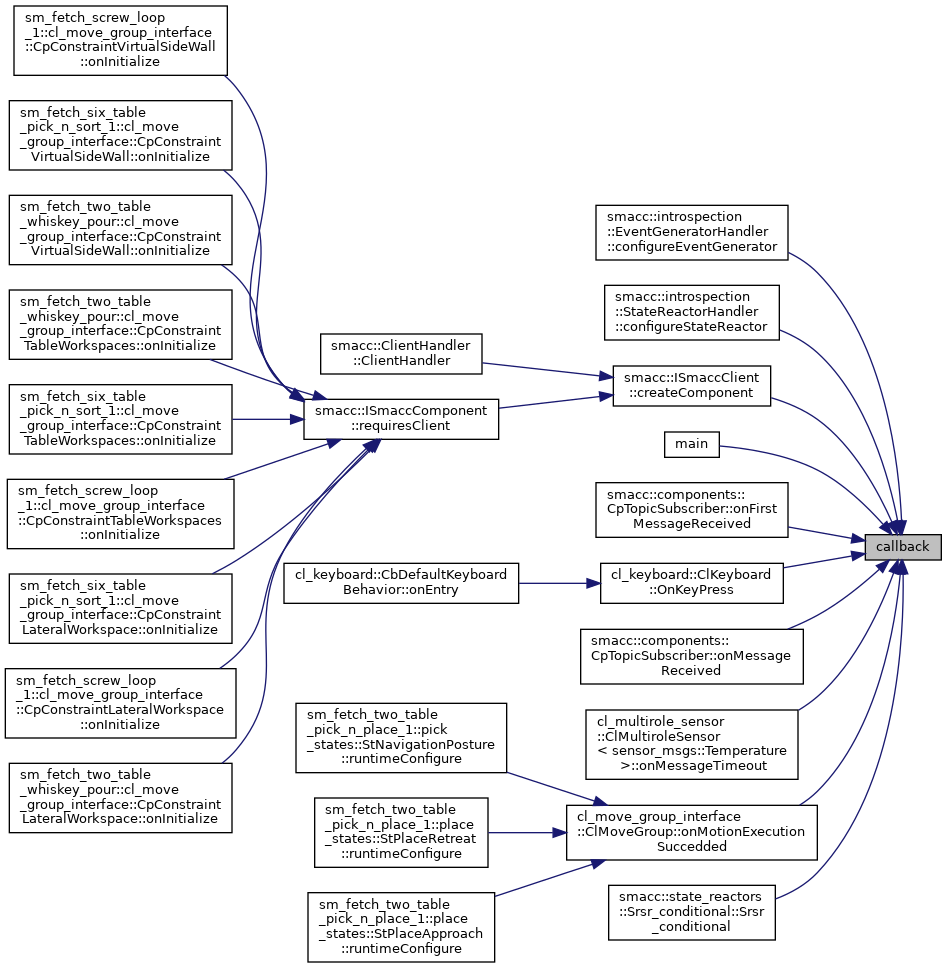 sm_fetch_screw_loop
_1::cl_move_group_interface
::CpConstraintVirtualSideWall
::onInitialize
sm_fetch_six_table
_pick_n_sort_1::cl_move
_group_interface::CpConstraint
VirtualSideWall::onInitialize
sm_fetch_two_table
_whiskey_pour::cl_move
_group_interface::CpConstraint
VirtualSideWall::onInitialize
sm_fetch_two_table
_whiskey_pour::cl_move
_group_interface::CpConstraint
TableWorkspaces::onInitialize
sm_fetch_six_table
_pick_n_sort_1::cl_move
_group_interface::CpConstraint
TableWorkspaces::onInitialize
sm_fetch_screw_loop
_1::cl_move_group_interface
::CpConstraintTableWorkspaces
::onInitialize
sm_fetch_six_table
_pick_n_sort_1::cl_move
_group_interface::CpConstraint
LateralWorkspace::onInitialize
sm_fetch_screw_loop
_1::cl_move_group_interface
::CpConstraintLateralWorkspace
::onInitialize
sm_fetch_two_table
_whiskey_pour::cl_move
_group_interface::CpConstraint
LateralWorkspace::onInitialize
smacc::ClientHandler
::ClientHandler
smacc::ISmaccComponent
::requiresClient
cl_keyboard::CbDefaultKeyboard
Behavior::onEntry
sm_fetch_two_table
_pick_n_place_1::pick
_states::StNavigationPosture
::runtimeConfigure
sm_fetch_two_table
_pick_n_place_1::place
_states::StPlaceRetreat
::runtimeConfigure
sm_fetch_two_table
_pick_n_place_1::place
_states::StPlaceApproach
::runtimeConfigure
smacc::introspection
::EventGeneratorHandler
::configureEventGenerator
smacc::introspection
::StateReactorHandler
::configureStateReactor
smacc::ISmaccClient
::createComponent
main
smacc::components::
CpTopicSubscriber::onFirst
MessageReceived
cl_keyboard::ClKeyboard
::OnKeyPress
smacc::components::
CpTopicSubscriber::onMessage
Received
cl_multirole_sensor
::ClMultiroleSensor
< sensor_msgs::Temperature
>::onMessageTimeout
cl_move_group_interface
::ClMoveGroup::onMotionExecution
Succedded
smacc::state_reactors
::Srsr_conditional::Srsr
_conditional
callback